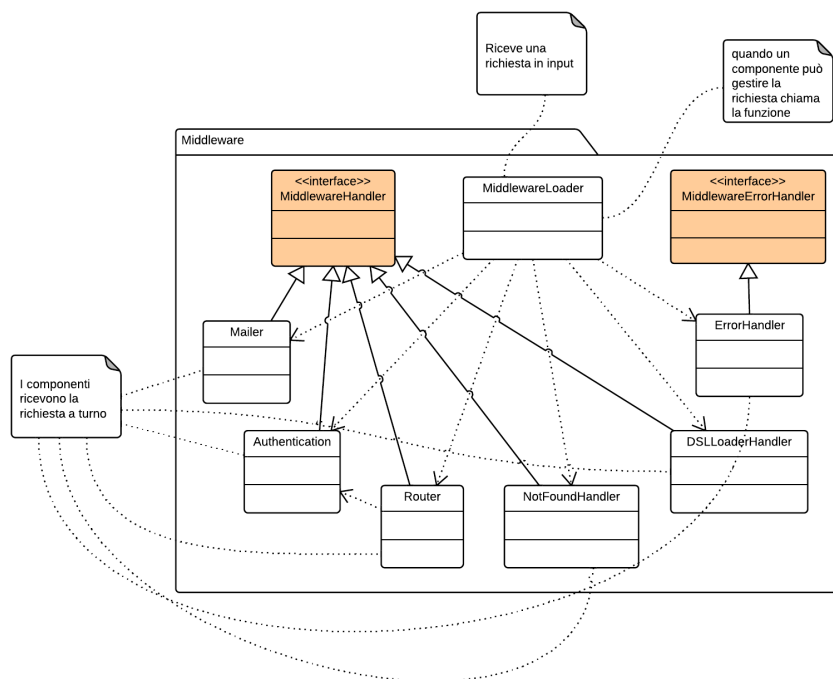 Riceve una
richiesta in input
quando un
componente può
gestire la
richiesta chiama
la funzione
Middleware
<<interface>>
MiddlewareHandler
MiddlewareLoader
<<interface>>
MiddlewareErrorHandler
Mailer
ErrorHandler
I componenti
ricevono la
richiesta a turno
Authentication
DSLLoaderHandler
Router
NotFoundHandler